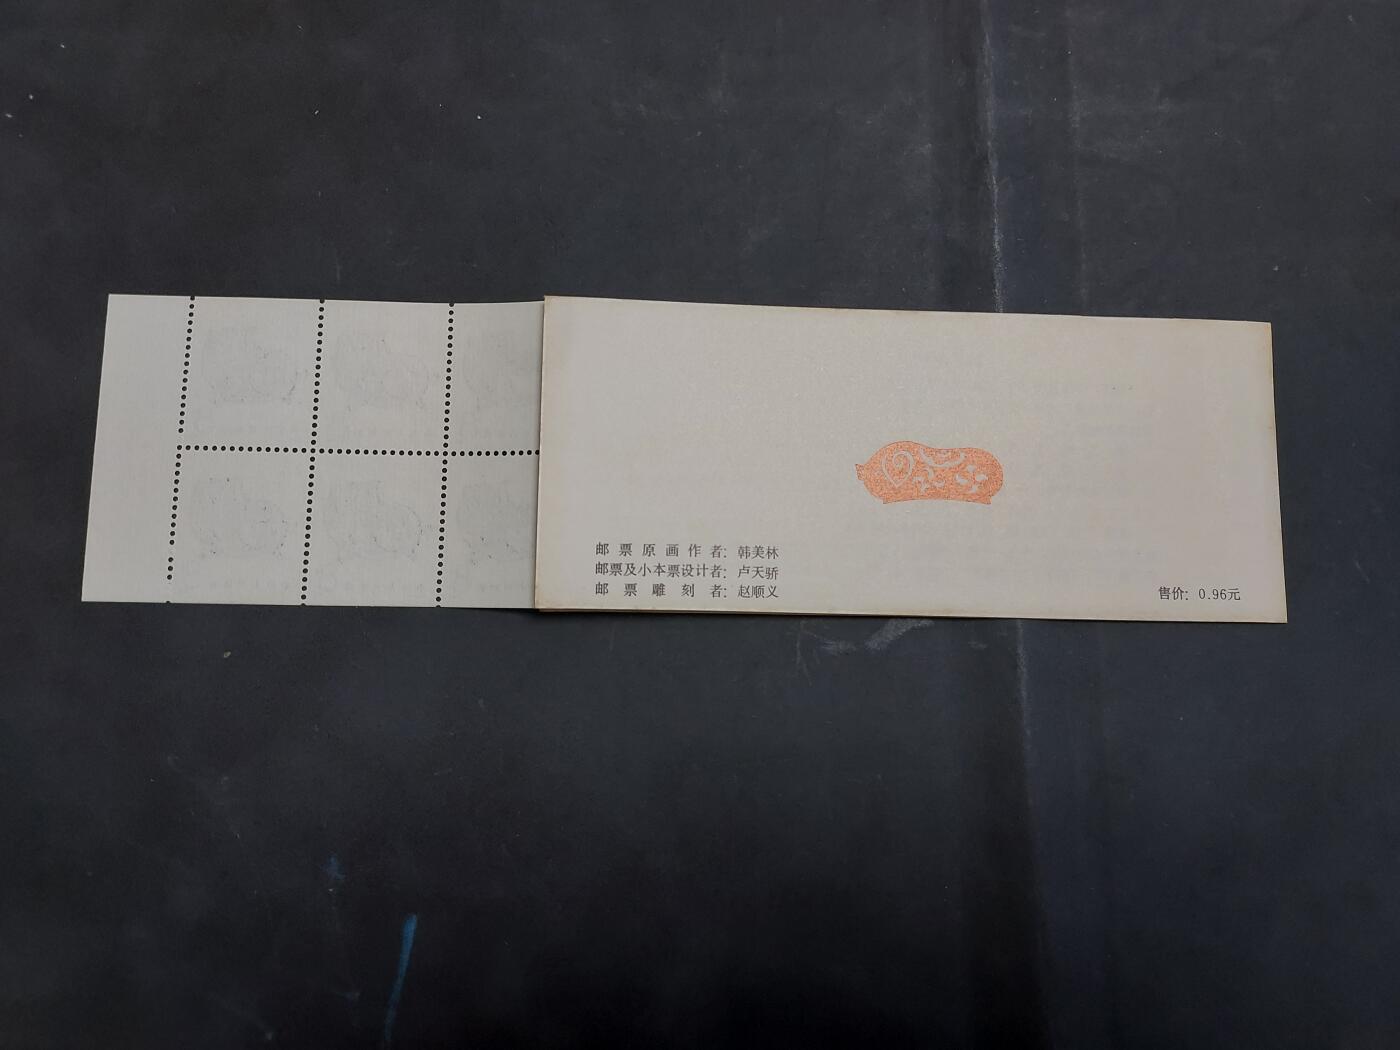 邮票原画作者：韩美林
邮票及小本票设计者：卢天骄
邮票雕刻者：赵顺义
售价：0.96元